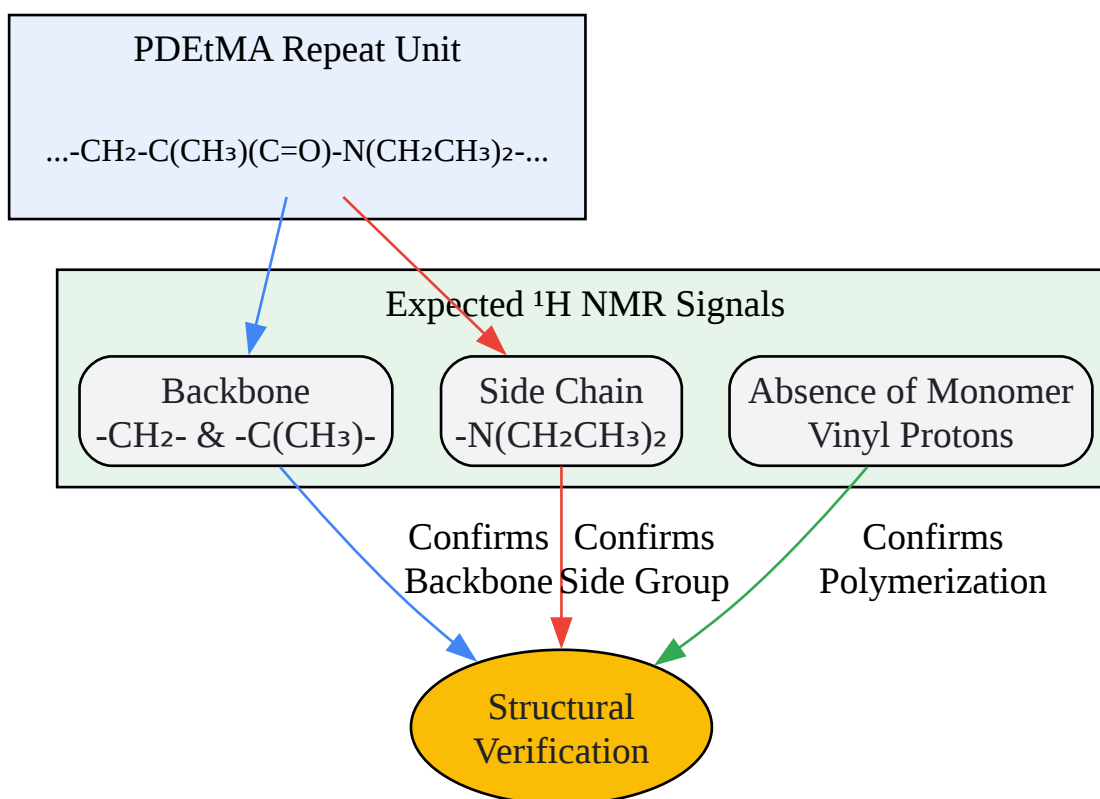 PDEtMA Repeat Unit
...-CH₂-C(CH₃)(C=O)-N(CH₂CH₃)₂-...
Expected ¹H NMR Signals
Backbone
-CH₂- & -C(CH₃)-
Side Chain
-N(CH₂CH₃)₂
Absence of Monomer
Vinyl Protons
Confirms
Backbone
Confirms
Side Group
Confirms
Polymerization
Structural
Verification